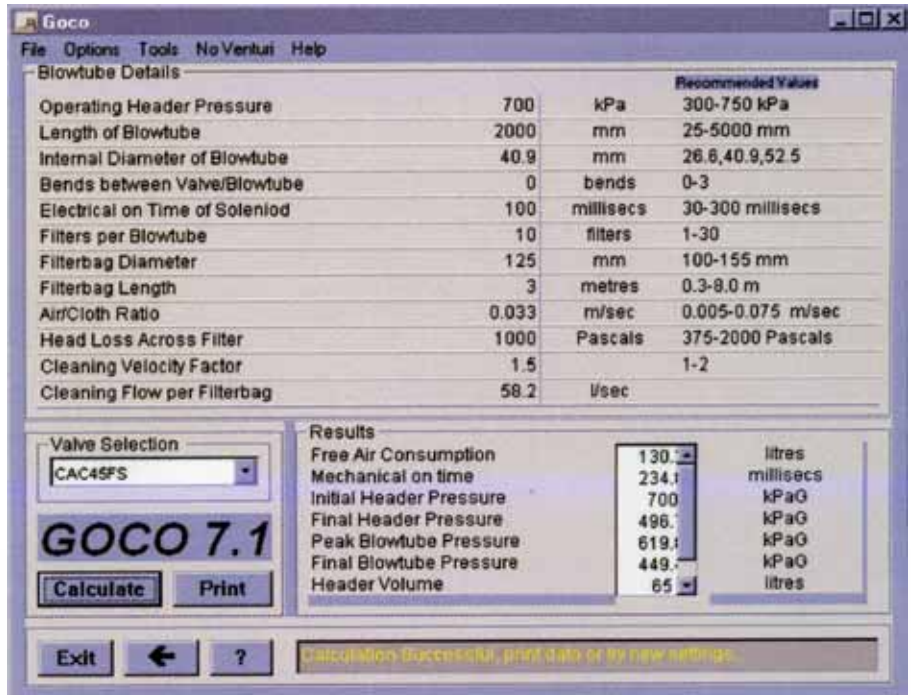 Goco
File Options Tools No Venturi Help
Blowtube Details
Recommended Values
Operating Header Pressure 700 kPa 300-750 kPa
Length of Blowtube 2000 mm 25-5000 mm
Internal Diameter of Blowtube 40.9 mm 26.6,40.9,52.5
Bends between Valve/Blowtube 0 bends 0-3
Electrical on Time of Soleniod 100 millisecs 30-300 millisecs
Filters per Blowtube 10 filters 1-30
Filterbag Diameter 125 mm 100-155 mm
Filterbag Length 3 metres 0.3-8.0 m
Air/Cloth Ratio 0.033 m/sec 0.005-0.075 m/sec
Head Loss Across Filter 1000 Pascals 375-2000 Pascals
Cleaning Velocity Factor 1.5 1-2
Cleaning Flow per Filterbag 58.2 l/sec
Valve Selection
CAC45FS
GOCO 7.1
Calculate Print
Results
Free Air Consumption 130. litres
Mechanical on time 234. millisecs
Initial Header Pressure 700 kPaG
Final Header Pressure 496. kPaG
Peak Blowtube Pressure 619. kPaG
Final Blowtube Pressure 449. kPaG
Header Volume 65 litres
Exit ?
Calculation Successful, print data or try new settings.